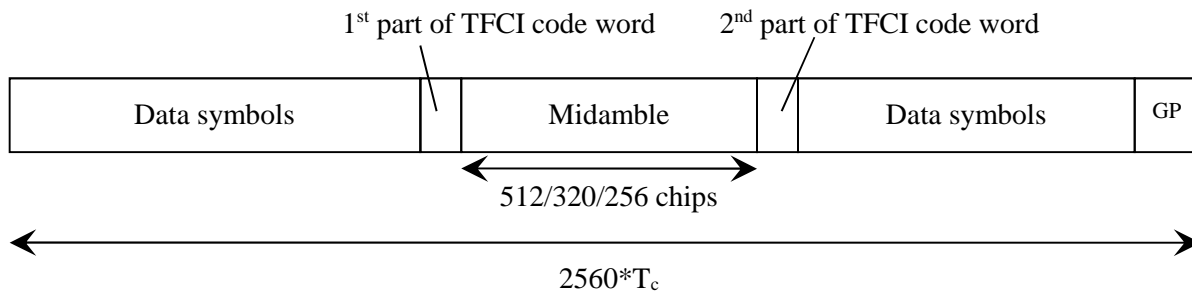 1st part of TFCI code word
2nd part of TFCI code word
Data symbols
Midamble
Data symbols
GP
512/320/256 chips
2560*Tc